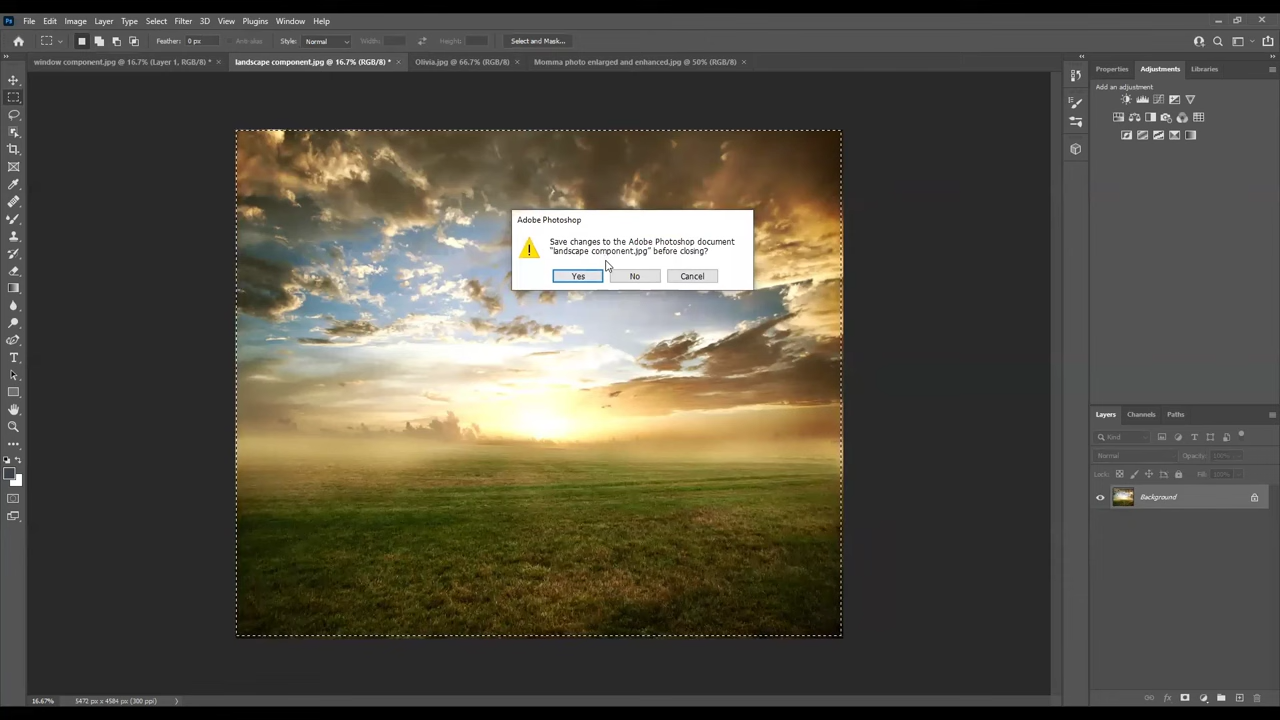 Ps File Edit Image Layer Type Select Filter 3D View Plugins Window Help
Feather: 0 px Anti-alias Style: Normal Width: Height: Select and Mask...
window component.jpg @ 16.7% (Layer 1, RGB/8) * × landscape component.jpg @ 16.7% (RGB/8) * × Olivia.jpg @ 66.7% (RGB/8) × Momma photo enlarged and enhanced.jpg @ 50% (RGB/8) ×
Properties Adjustments Libraries
Add an adjustment
Adobe Photoshop
Save changes to the Adobe Photoshop document
"landscape component.jpg" before closing?
Yes No Cancel
Layers Channels Paths
Kind
Normal Opacity: 100%
Lock: Fill: 100%
Background
fx
16.67% 5472 px x 4584 px (300 ppi)